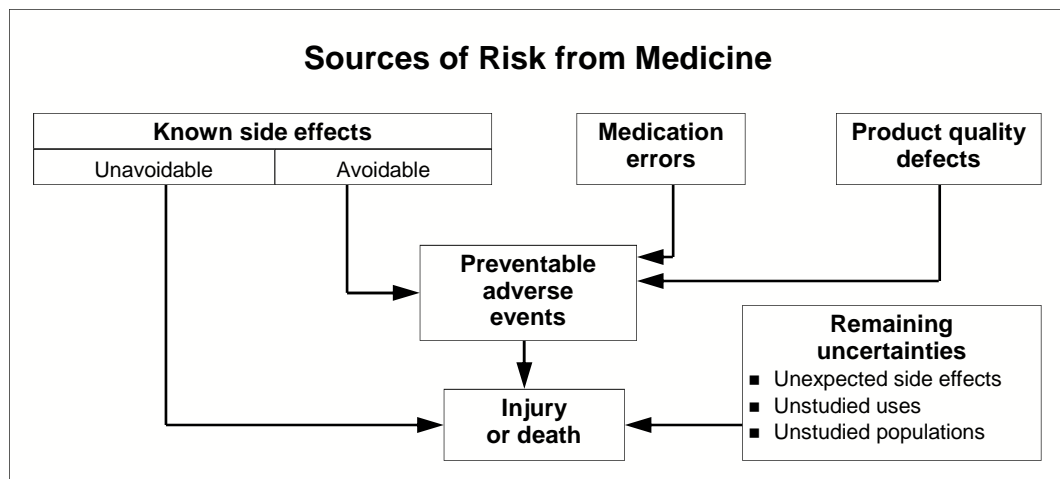 Sources of Risk from Medicine
Known side effects
Unavoidable
Avoidable
Medication
errors
Product quality
defects
Preventable
adverse
events
Remaining
uncertainties
Unexpected side effects
Unstudied uses
Unstudied populations
Injury
or death